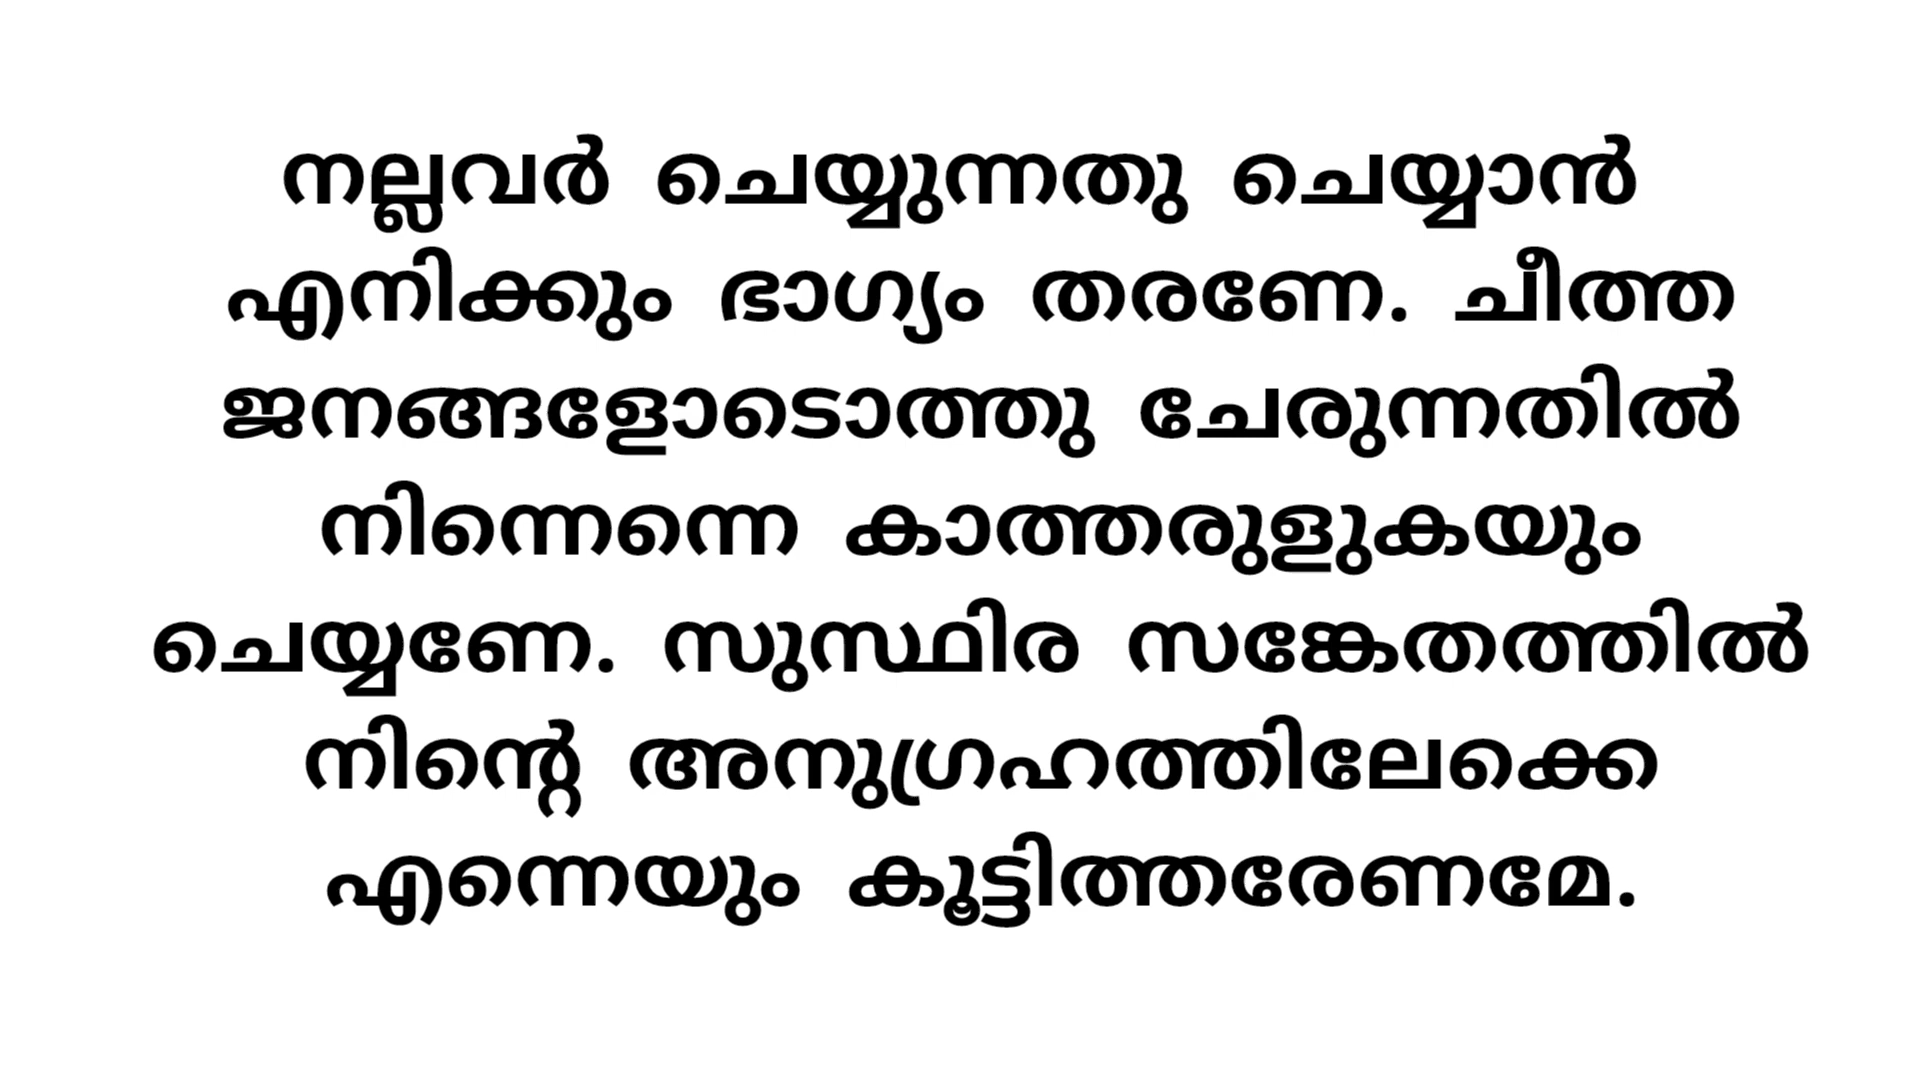 നല്ലവർ ചെയ്യുന്നതു ചെയ്യാൻ
എനിക്കും ഭാഗ്യം തരണേ. ചീത്ത
ജനങ്ങളോടൊത്തു ചേരുന്നതിൽ
നിന്നെന്നെ കാത്തരുളുകയും
ചെയ്യണേ. സുസ്ഥിര സങ്കേതത്തിൽ
നിന്റെ അനുഗ്രഹത്തിലേക്കെ
എന്നെയും കൂട്ടിത്തരേണമേ.